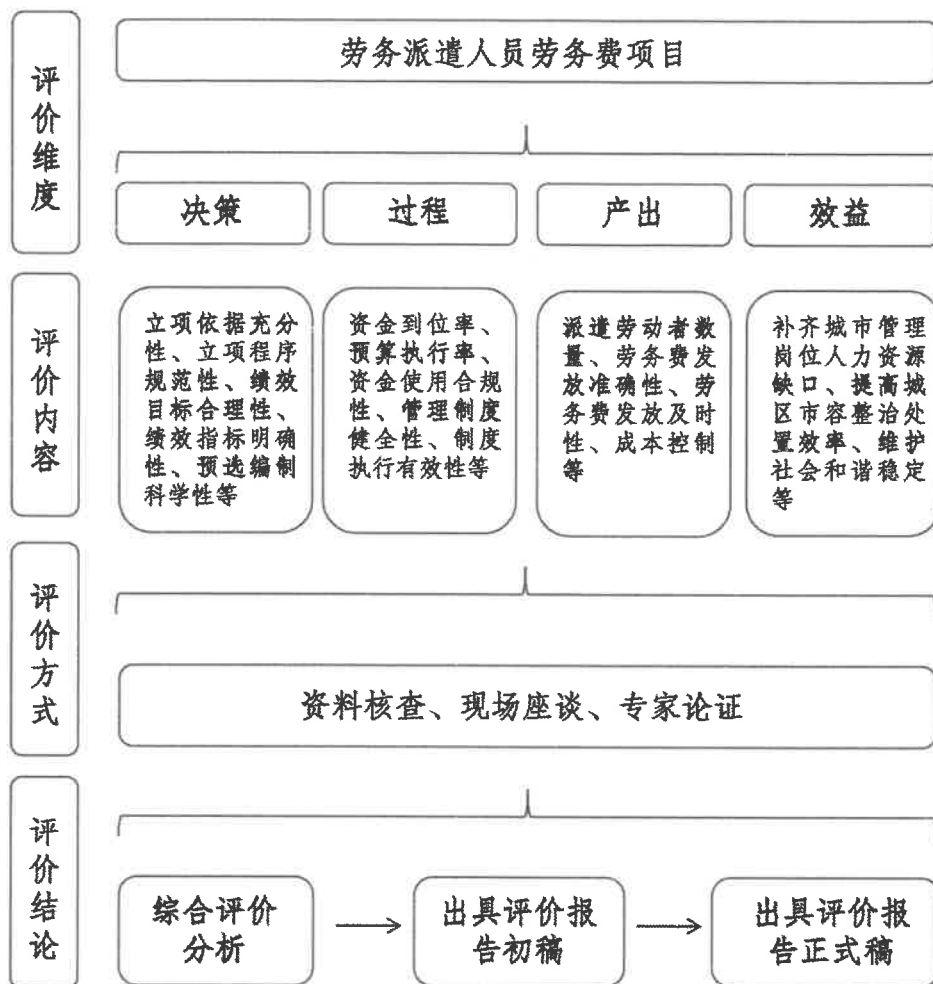 评价维度
劳务派遣人员劳务费项目
决策
过程
产出
效益
评价内容
立项依据充分
性、立项程序
规范性、绩效
目标合理性、
绩效指标明确
性、预选编制
科学性等
资金到位率、
预算执行率、
资金使用合规
性、管理制度
健全性、制度
执行有效性等
派遣劳动者数
量、劳务费发
放准确性、劳
务费发放及时
性、成本控制
等
补齐城市管理
岗位人力资源
缺口、提高城
区市容整治处
置效率、维护
社会和谐稳定
等
评价方式
资料核查、现场座谈、专家论证
评价结论
综合评价
分析
出具评价报
告初稿
出具评价报
告正式稿